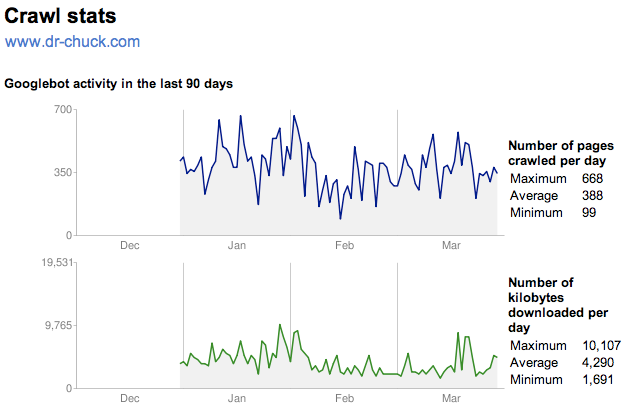 Crawl stats
www.dr-chuck.com
Googlebot activity in the last 90 days
700
350
0
Dec Jan Feb Mar
Number of pages
crawled per day
Maximum 668
Average 388
Minimum 99
19,531
9,765
0
Dec Jan Feb Mar
Number of
kilobytes
downloaded per
day
Maximum 10,107
Average 4,290
Minimum 1,691